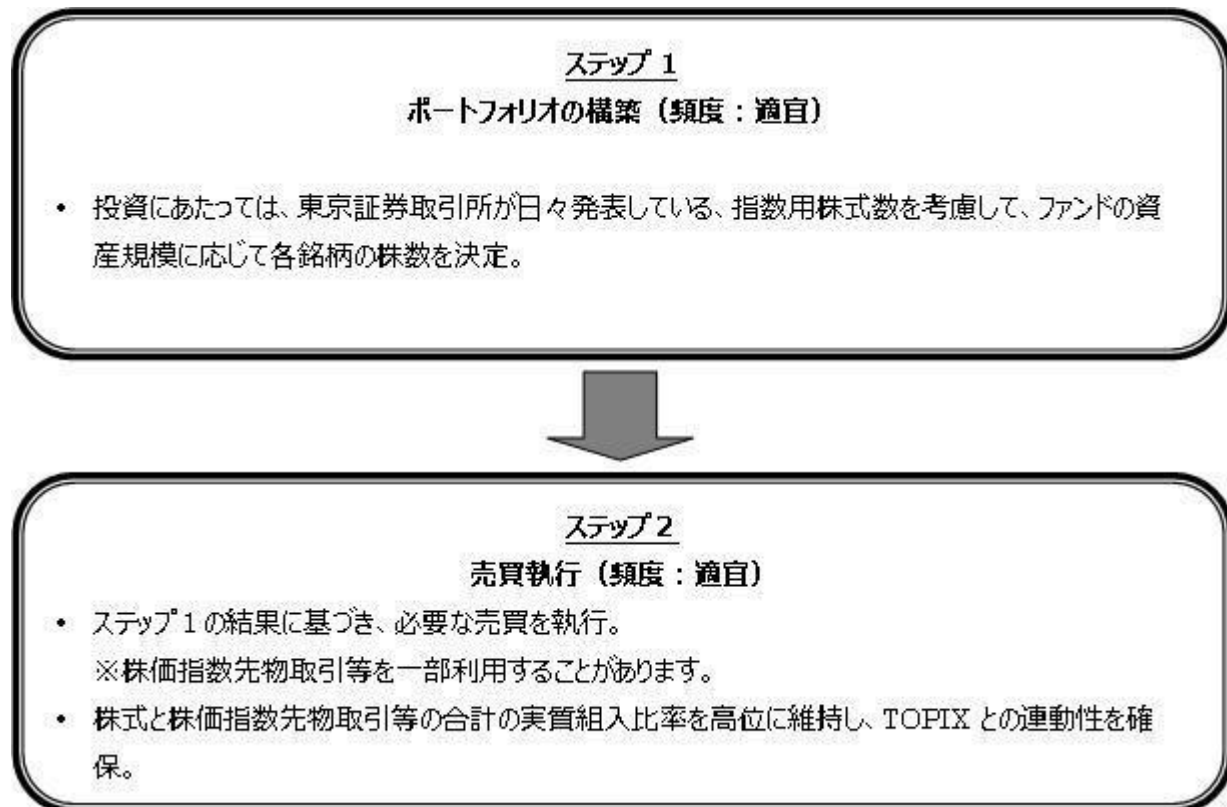 ステップ 1
ポートフォリオの構築（頻度：適宜）
• 投資にあたっては、東京証券取引所が日々発表している、指数用株式数を考慮して、ファンドの資
産規模に応じて各銘柄の株数を決定。
ステップ 2
売買執行（頻度：適宜）
• ステップ 1 の結果に基づき、必要な売買を執行。
※株価指数先物取引等を一部利用することがあります。
• 株式と株価指数先物取引等の合計の実質組入比率を高位に維持し、TOPIX との連動性を確
保。